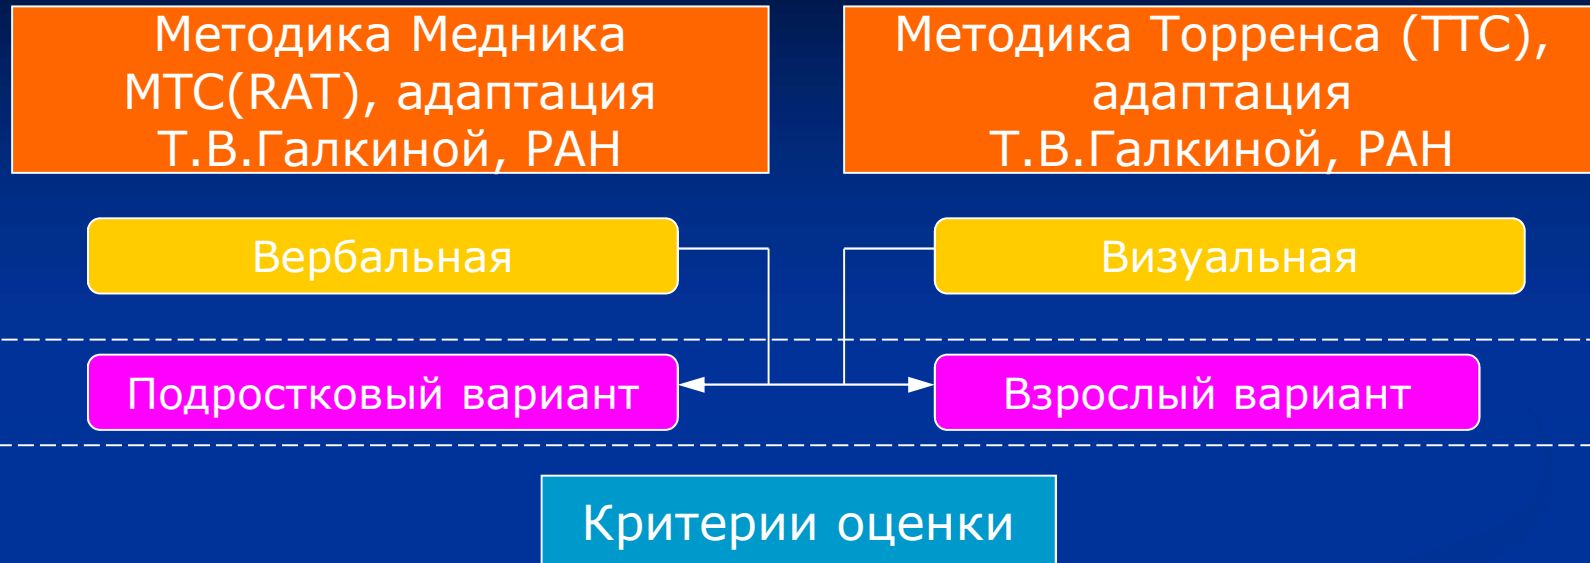 Методика Медника
МТС(RAT), адаптация
Т.В.Галкиной, РАН
Методика Торренса (ТТС),
адаптация
Т.В.Галкиной, РАН
Вербальная
Визуальная
Подростковый вариант
Взрослый вариант
Критерии оценки